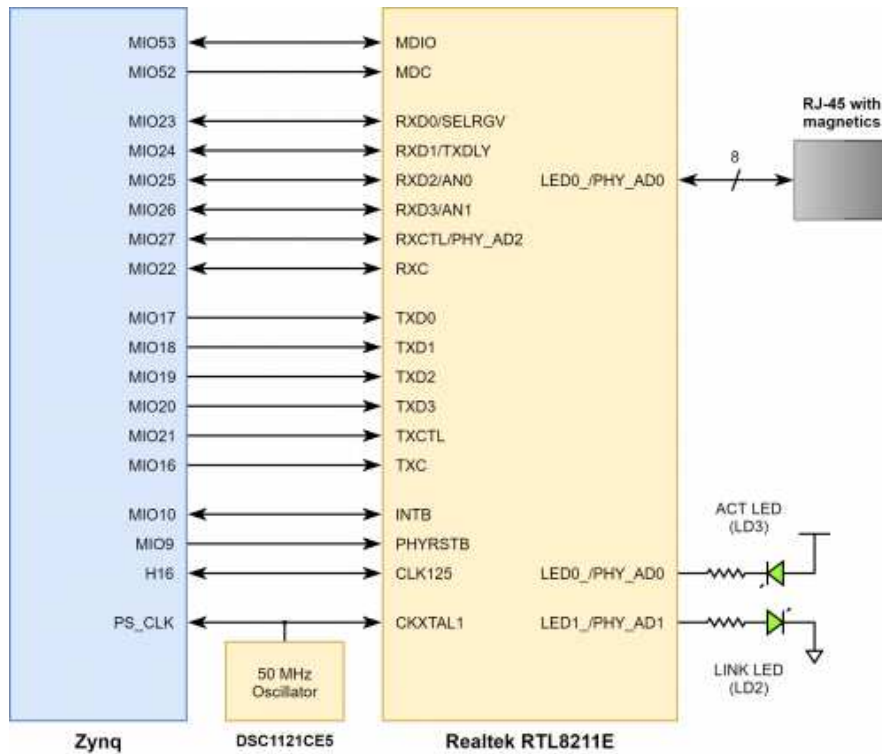 MIO53 MDIO
MIO52 MDC
RJ-45 with
magnetics
MIO23 RXD0/SELRGV
MIO24 RXD1/TXDLY
8
MIO25 RXD2/AN0 LED0_/PHY_AD0
MIO26 RXD3/AN1
MIO27 RXCTL/PHY_AD2
MIO22 RXC
MIO17 TXD0
MIO18 TXD1
MIO19 TXD2
MIO20 TXD3
MIO21 TXCTL
MIO16 TXC
ACT LED
(LD3)
MIO10 INTB
MIO9 PHYRSTB
H16 CLK125 LED0_/PHY_AD0
PS_CLK CKXTAL1 LED1_/PHY_AD1
50 MHz
Oscillator
LINK LED
(LD2)
Zynq DSC1121CE5 Realtek RTL8211E